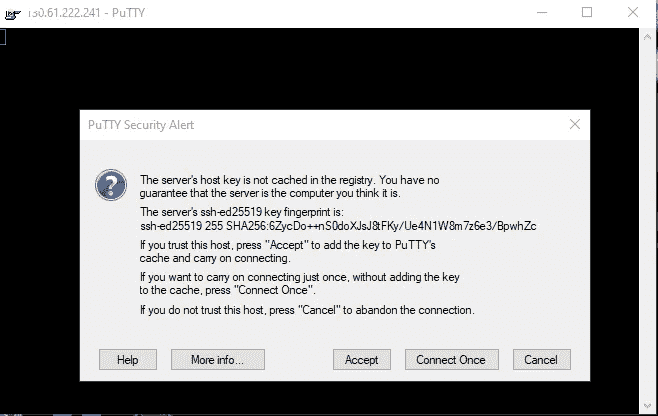 130.61.222.241 - PuTTY
PuTTY Security Alert
The server's host key is not cached in the registry. You have no
guarantee that the server is the computer you think it is.
The server's ssh-ed25519 key fingerprint is:
ssh-ed25519 255 SHA256:6ZycDo++nS0doXJsJ8tFKy/Ue4N1W8m7z6e3/BpwhZc
If you trust this host, press "Accept" to add the key to PuTTY's
cache and carry on connecting.
If you want to carry on connecting just once, without adding the key
to the cache, press "Connect Once".
If you do not trust this host, press "Cancel" to abandon the connection.
Help More info... Accept Connect Once Cancel